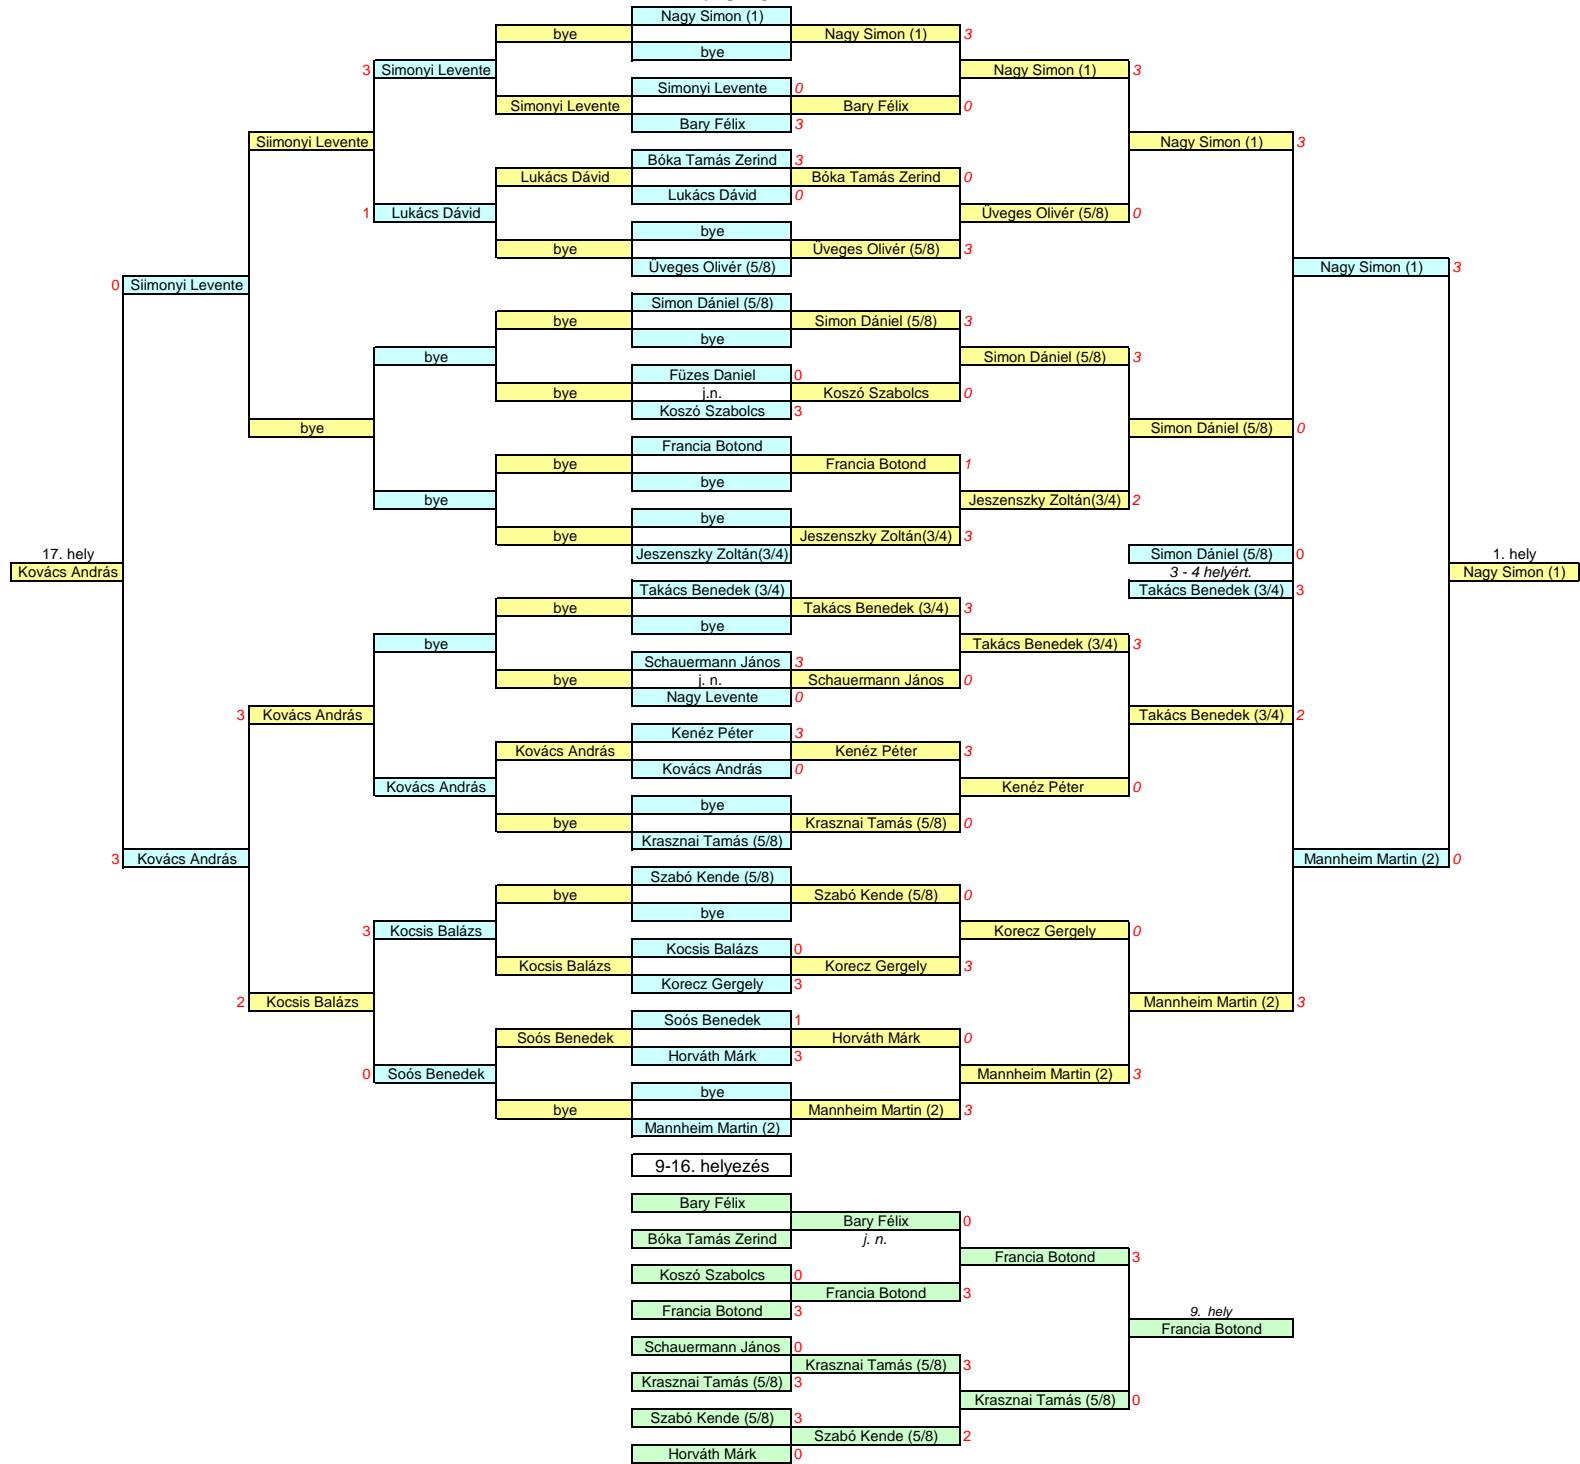 Nagy Simon (1)
bye Nagy Simon (1) 3
bye
3 Simonyi Levente Nagy Simon (1) 3
Simonyi Levente 0
Simonyi Levente Bary Félix 0
Bary Félix 3
Siimonyi Levente Nagy Simon (1) 3
Bóka Tamás Zerind 3
Lukács Dávid Bóka Tamás Zerind 0
Lukács Dávid 0
1 Lukács Dávid Üveges Olivér (5/8) 0
bye
bye Üveges Olivér (5/8) 3
Üveges Olivér (5/8) Nagy Simon (1) 3
0 Siimonyi Levente
Simon Dániel (5/8)
bye Simon Dániel (5/8) 3
bye
bye Simon Dániel (5/8) 3
Füzes Daniel 0
bye j.n. Koszó Szabolcs 0
Koszó Szabolcs 3
bye Simon Dániel (5/8) 0
Francia Botond
bye Francia Botond 1
bye
bye Jeszenszky Zoltán(3/4) 2
bye
bye Jeszenszky Zoltán(3/4) 3
17. hely Jeszenszky Zoltán(3/4) Simon Dániel (5/8) 0 1. hely
Kovács András 3 - 4 helyért. Nagy Simon (1)
Takács Benedek (3/4) Takács Benedek (3/4) 3
bye Takács Benedek (3/4) 3
bye
bye Takács Benedek (3/4) 3
Schauermann János 3
bye j. n. Schauermann János 0
Nagy Levente 0
3 Kovács András Takács Benedek (3/4) 2
Kenéz Péter 3
Kovács András Kenéz Péter 3
Kovács András 0
Kovács András Kenéz Péter 0
bye
bye Krasznai Tamás (5/8) 0
Krasznai Tamás (5/8)
3 Kovács András Mannheim Martin (2) 0
Szabó Kende (5/8)
bye Szabó Kende (5/8) 0
bye
3 Kocsis Balázs Korecz Gergely 0
Kocsis Balázs 0
Kocsis Balázs Korecz Gergely 3
Korecz Gergely 3
2 Kocsis Balázs Mannheim Martin (2) 3
Soós Benedek 1
Soós Benedek Horváth Márk 0
Horváth Márk 3
0 Soós Benedek Mannheim Martin (2) 3
bye
bye Mannheim Martin (2) 3
Mannheim Martin (2)
9-16. helyezés
Bary Félix
Bary Félix 0
Bóka Tamás Zerind j. n.
Francia Botond 3
Koszó Szabolcs 0
Francia Botond 3
Francia Botond 3 9. hely
Francia Botond
Schauermann János 0
Krasznai Tamás (5/8) 3
Krasznai Tamás (5/8) 3
Krasznai Tamás (5/8) 0
Szabó Kende (5/8) 3
Szabó Kende (5/8) 2
Horváth Márk 0